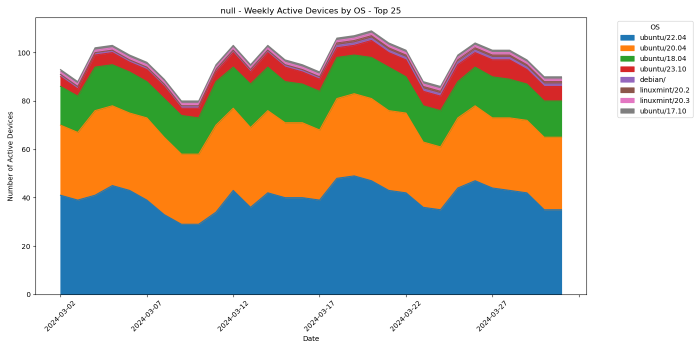 null - Weekly Active Devices by OS - Top 25
OS
ubuntu/22.04
ubuntu/20.04
ubuntu/18.04
ubuntu/23.10
debian/
linuxmint/20.2
linuxmint/20.3
ubuntu/17.10
Number of Active Devices
100
80
60
40
20
0
2024-03-02
2024-03-07
2024-03-12
2024-03-17
2024-03-22
2024-03-27
Date